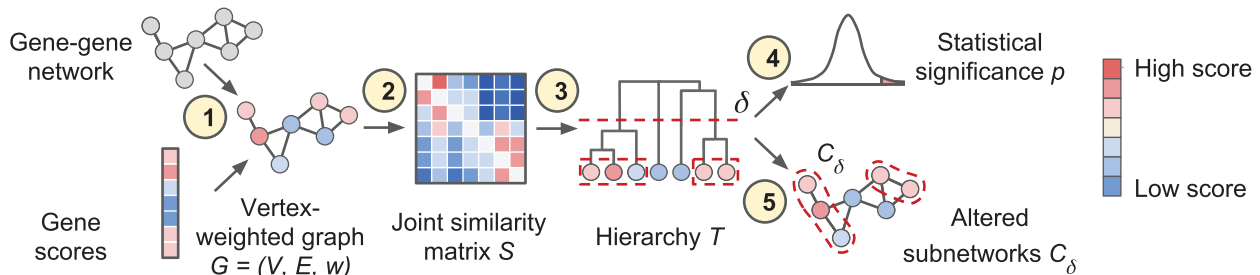 Gene-gene
network
Gene
scores
1
Vertex-
weighted graph
G = (V, E, w)
2
Joint similarity
matrix S
3
Hierarchy T
δ
4
Statistical
significance p
5
C_δ
Altered
subnetworks C_δ
High score
Low score